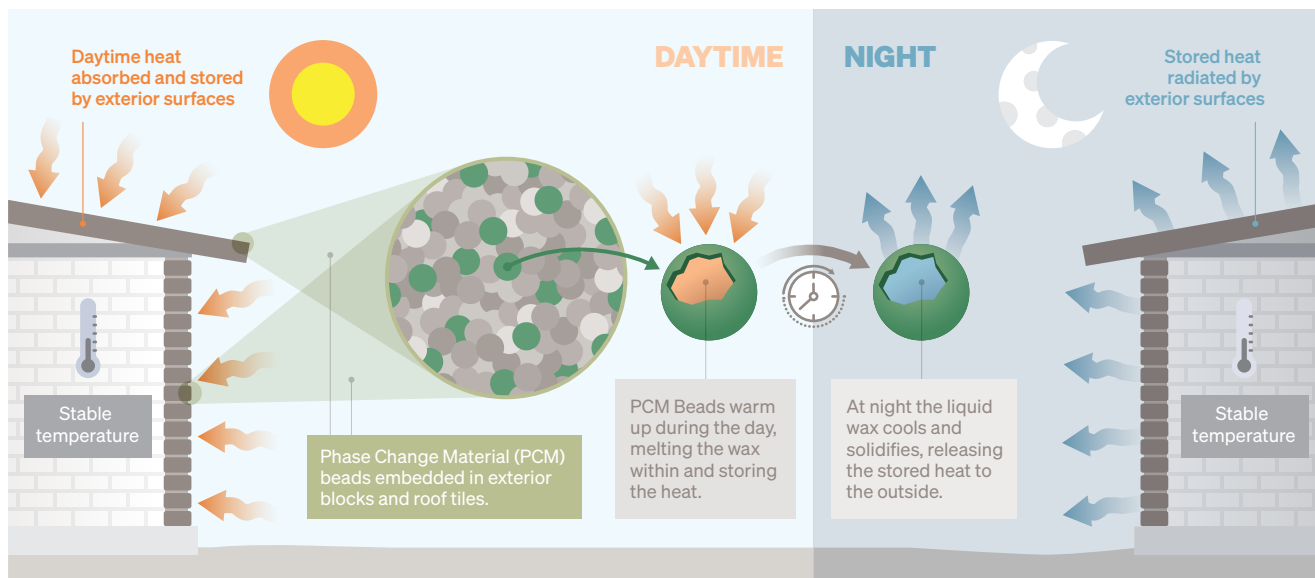 Daytime heat
absorbed and stored
by exterior surfaces
DAYTIME
NIGHT
Stored heat
radiated by
exterior surfaces
Stable
temperature
Phase Change Material (PCM)
beads embedded in exterior
blocks and roof tiles.
PCM Beads warm
up during the day,
melting the wax
within and storing
the heat.
At night the liquid
wax cools and
solidifies, releasing
the stored heat to
the outside.
Stable
temperature